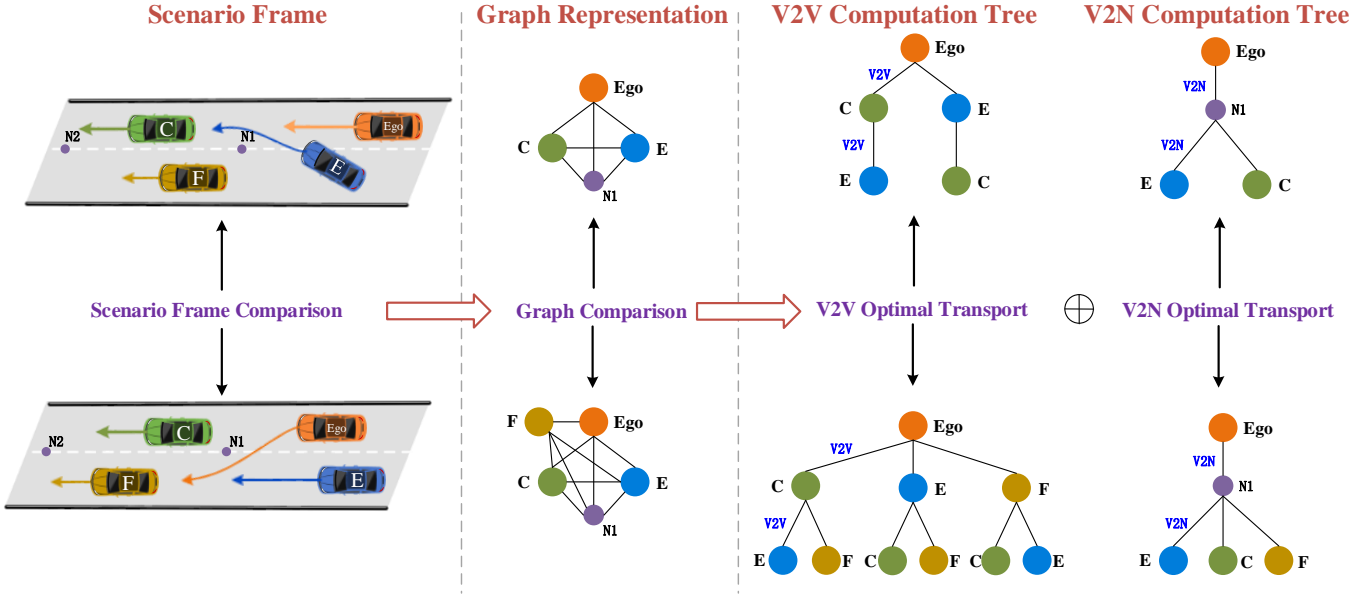 Scenario Frame
Graph Representation
V2V Computation Tree
V2N Computation Tree
N2
C
N1
Ego
E
F
Ego
C
E
N1
Ego
V2V
C
E
V2V
E
C
Ego
V2N
N1
V2N
E
C
Scenario Frame Comparison
Graph Comparison
V2V Optimal Transport
V2N Optimal Transport
N2
C
N1
Ego
F
E
F
Ego
C
E
N1
Ego
V2V
C
E
F
V2V
E
F
C
F
C
E
Ego
V2N
N1
V2N
E
C
F